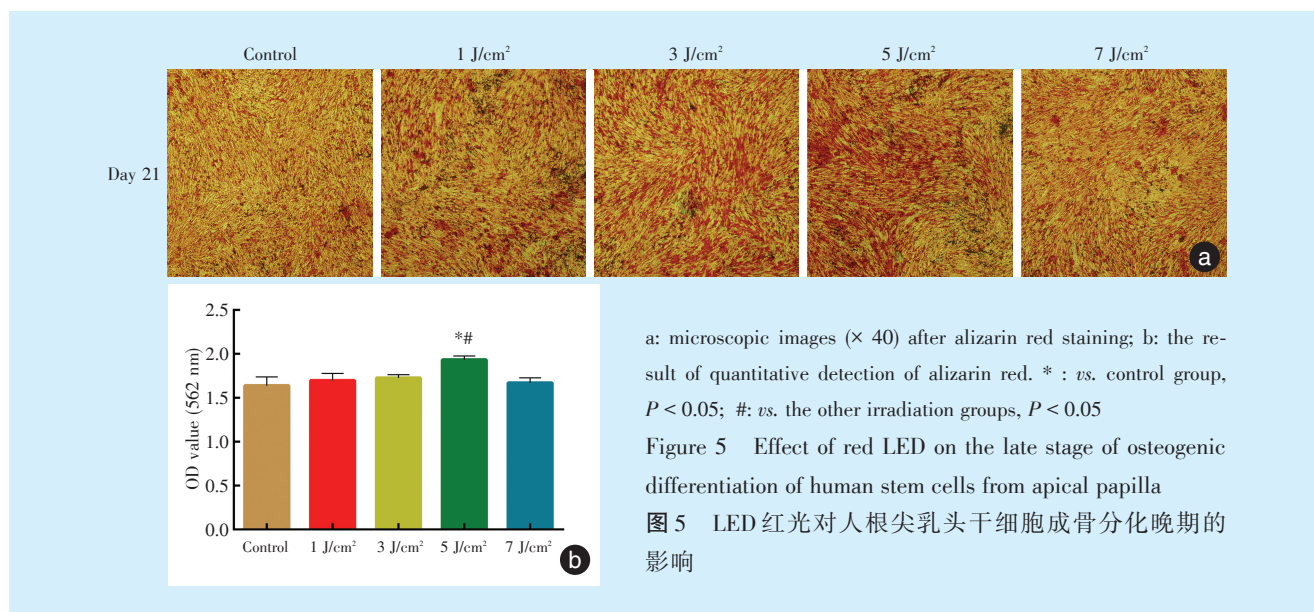 Control
1 J/cm²
3 J/cm²
5 J/cm²
7 J/cm²
Day 21
a
2.5
2.0
1.5
1.0
0.5
0.0
OD value (562 nm)
*#
Control
1 J/cm²
3 J/cm²
5 J/cm²
7 J/cm²
b
a: microscopic images (× 40) after alizarin red staining; b: the re-
sult of quantitative detection of alizarin red. * : vs. control group,
P < 0.05; #: vs. the other irradiation groups, P < 0.05
Figure 5 Effect of red LED on the late stage of osteogenic
differentiation of human stem cells from apical papilla
图5 LED红光对人根尖乳头干细胞成骨分化晚期的
影响